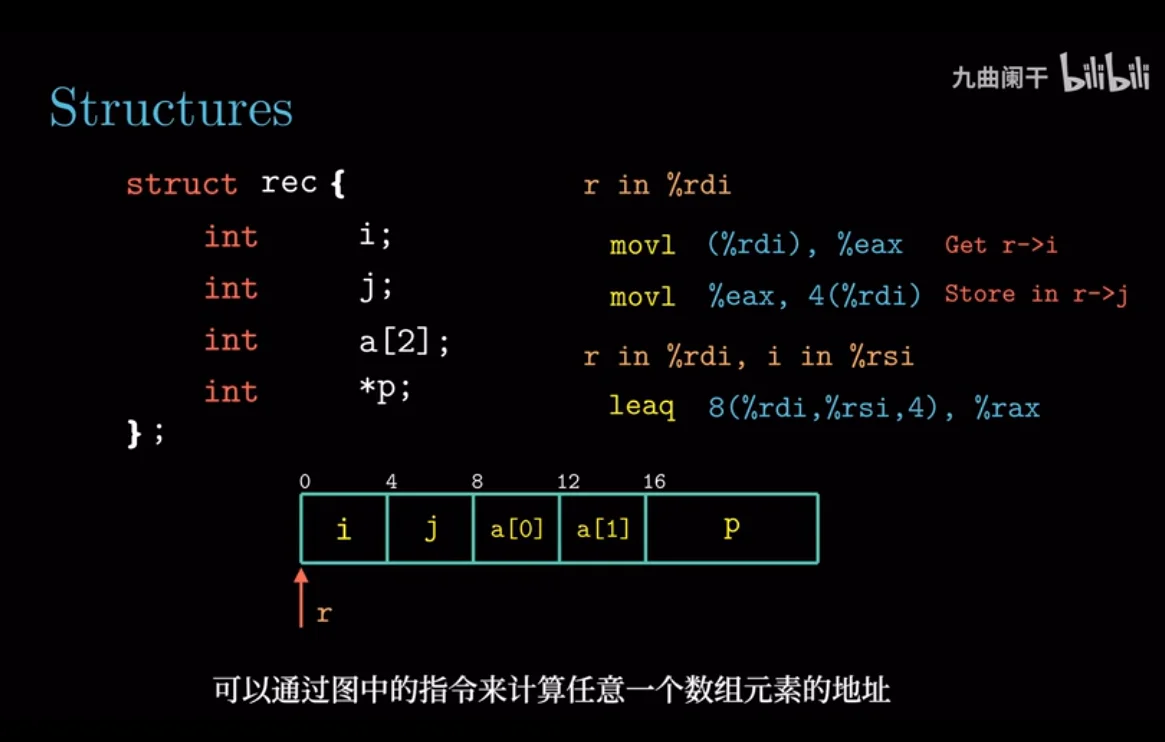 九曲阑干 bilibili
Structures
struct rec {
int i;
int j;
int a[2];
int *p;
};
r in %rdi
movl (%rdi), %eax Get r->i
movl %eax, 4(%rdi) Store in r->j
r in %rdi, i in %rsi
leaq 8(%rdi,%rsi,4), %rax
0 4 8 12 16
i j a[0] a[1] p
r
可以通过图中的指令来计算任意一个数组元素的地址